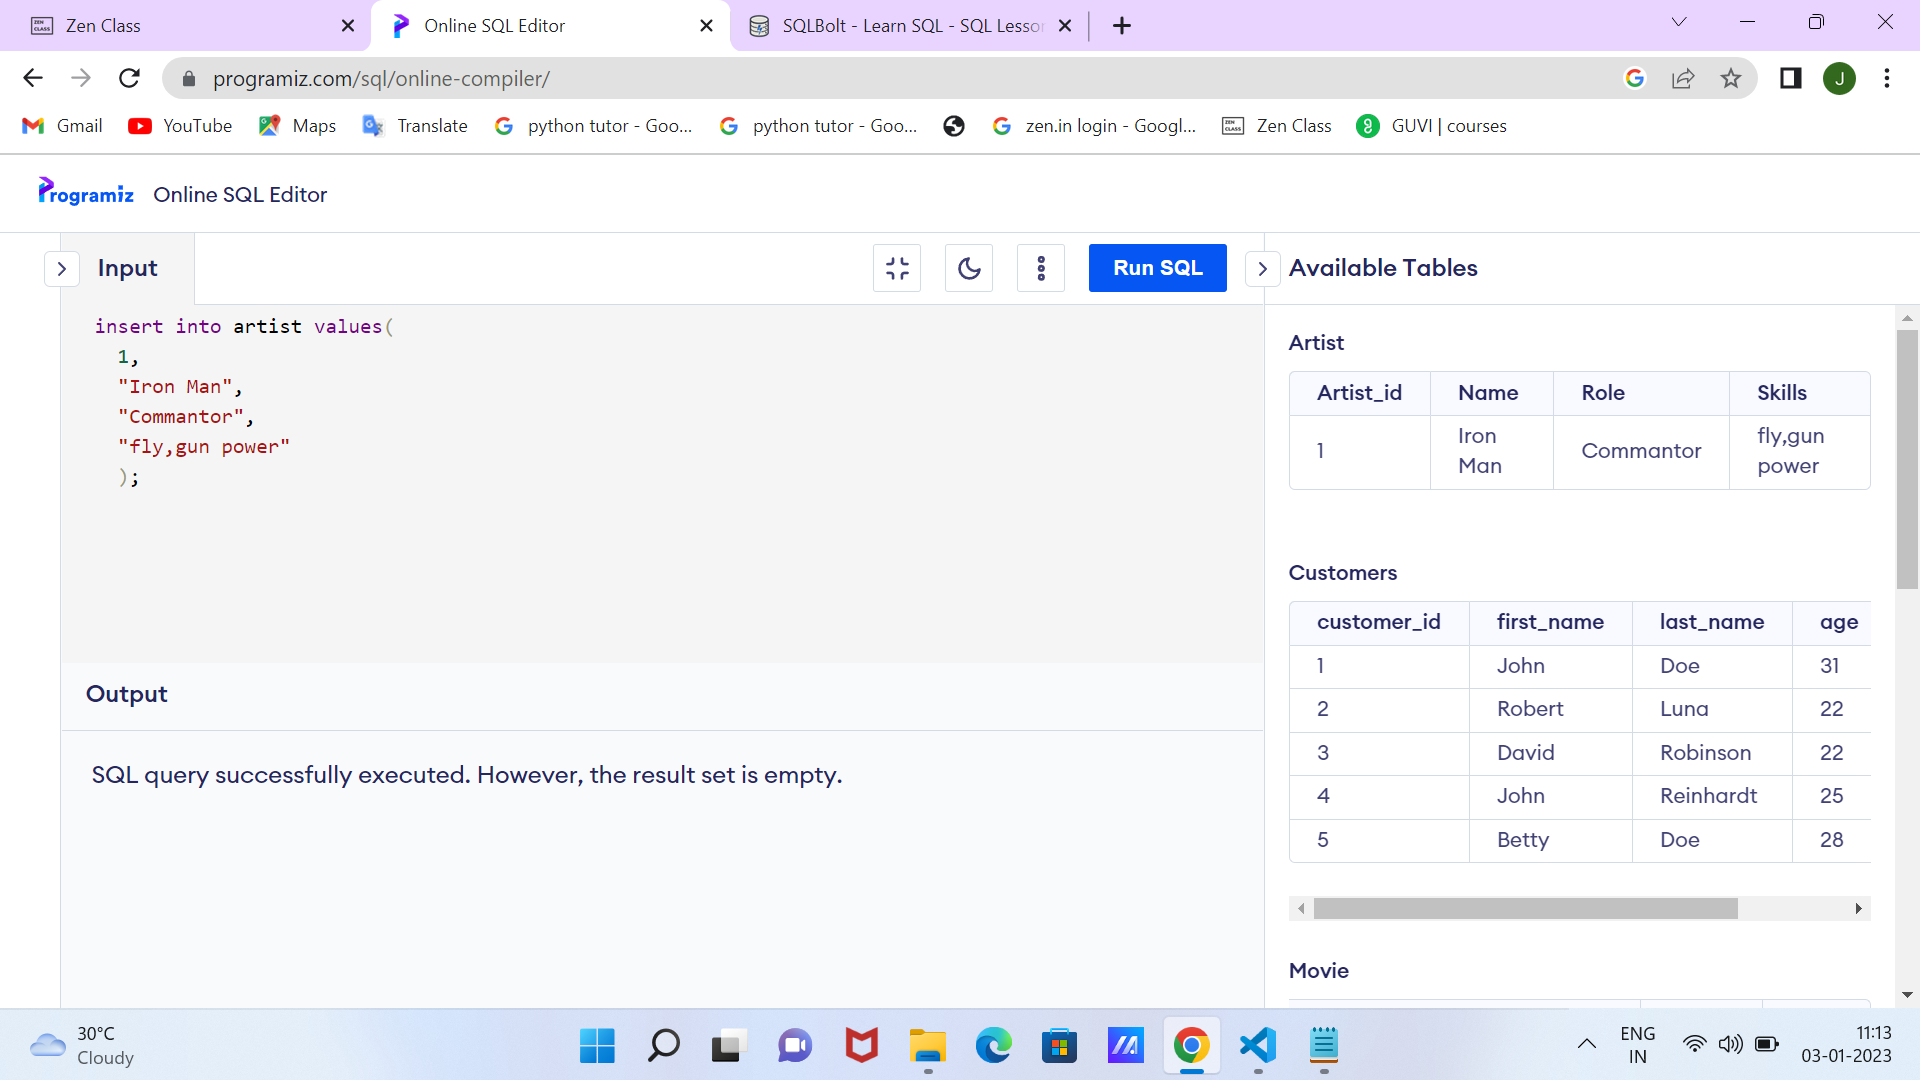 Zen Class
Online SQL Editor
SQLBolt - Learn SQL - SQL Lesson
programiz.com/sql/online-compiler/
J
Gmail
YouTube
Maps
Translate
python tutor - Goo...
python tutor - Goo...
zen.in login - Googl...
Zen Class
GUVI | courses
Programiz Online SQL Editor
Input
Run SQL
insert into artist values(
1,
"Iron Man",
"Commantor",
"fly,gun power"
);
Output
SQL query successfully executed. However, the result set is empty.
Available Tables
Artist
Artist_id Name Role Skills
1 Iron Man Commantor fly,gun power
Customers
customer_id first_name last_name age
1 John Doe 31
2 Robert Luna 22
3 David Robinson 22
4 John Reinhardt 25
5 Betty Doe 28
Movie
30°C
Cloudy
ENG
IN
11:13
03-01-2023